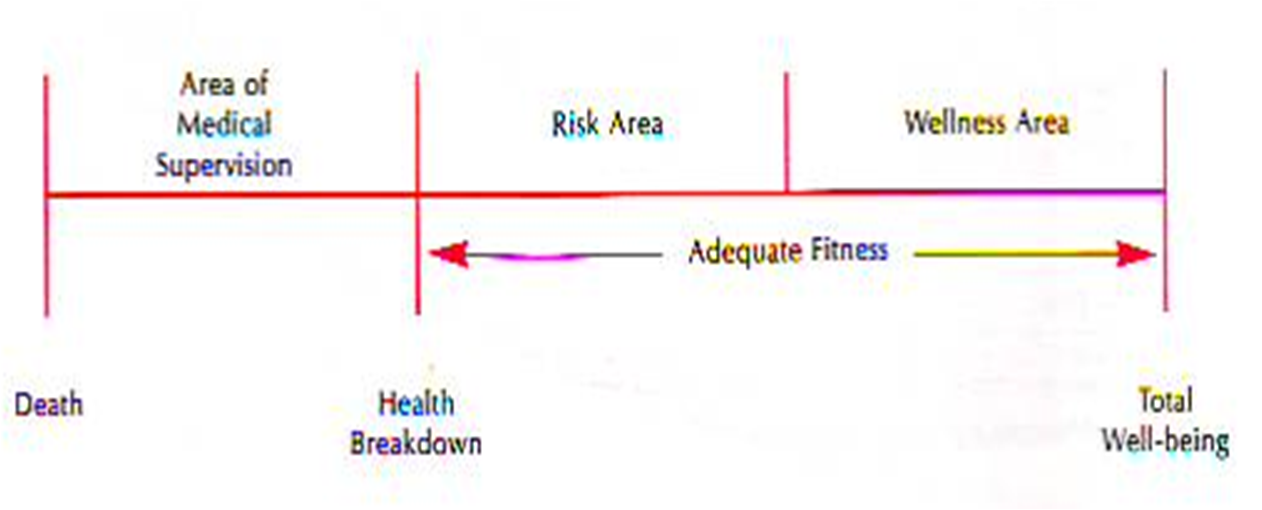 Area of
Medical
Supervision
Risk Area
Wellness Area
Adequate Fitness
Death
Health
Breakdown
Total
Well-being